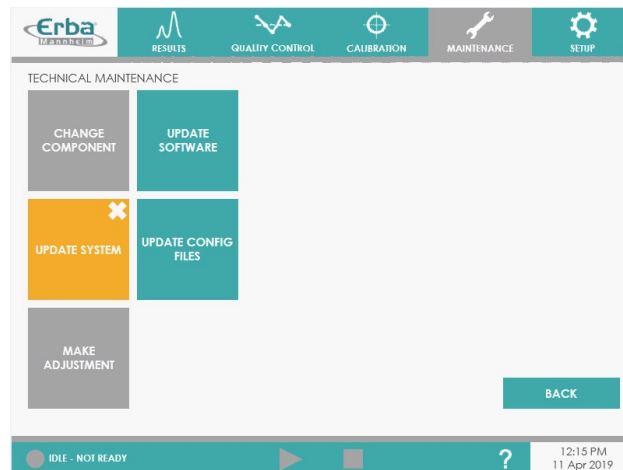 Erba
Mannheim
RESULTS
QUALITY CONTROL
CALIBRATION
MAINTENANCE
SETUP
TECHNICAL MAINTENANCE
CHANGE
COMPONENT
UPDATE
SOFTWARE
UPDATE SYSTEM
UPDATE CONFIG
FILES
MAKE
ADJUSTMENT
BACK
IDLE - NOT READY
?
12:15 PM
11 Apr 2019